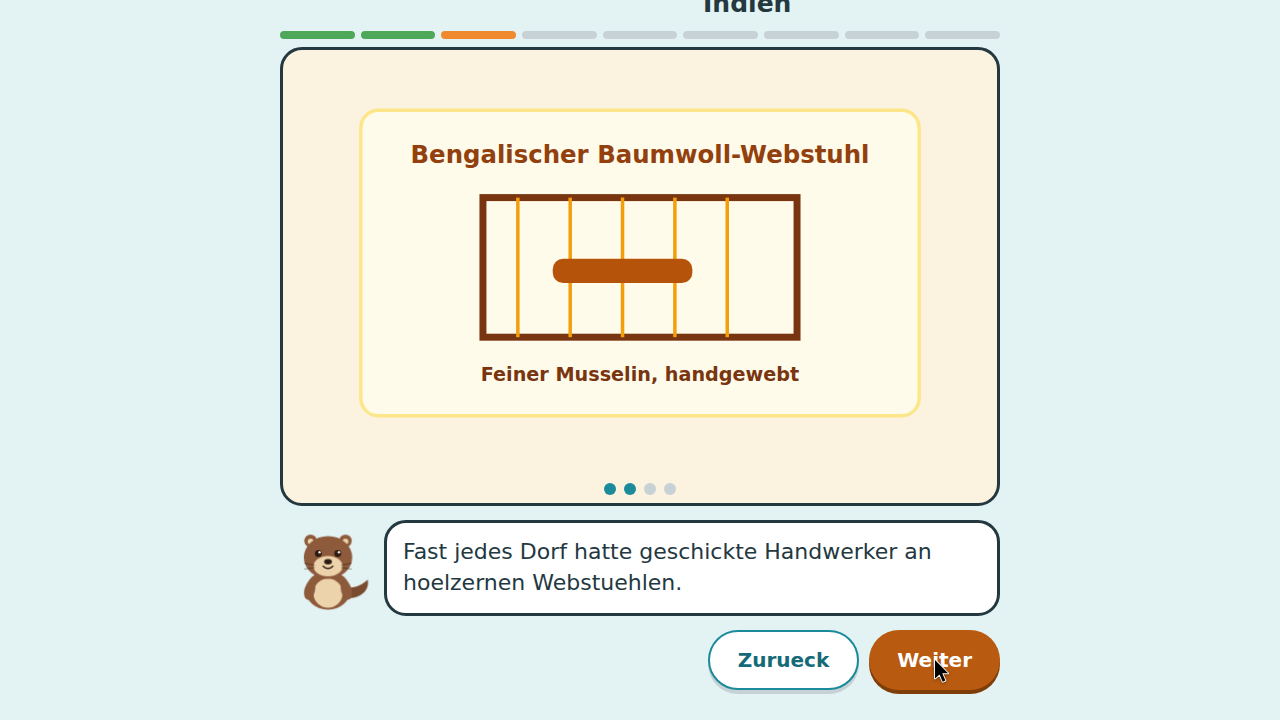 Indien
Bengalischer Baumwoll-Webstuhl
Feiner Musselin, handgewebt
Fast jedes Dorf hatte geschickte Handwerker an
hoelzernen Webstuehlen.
Zurueck
Weiter